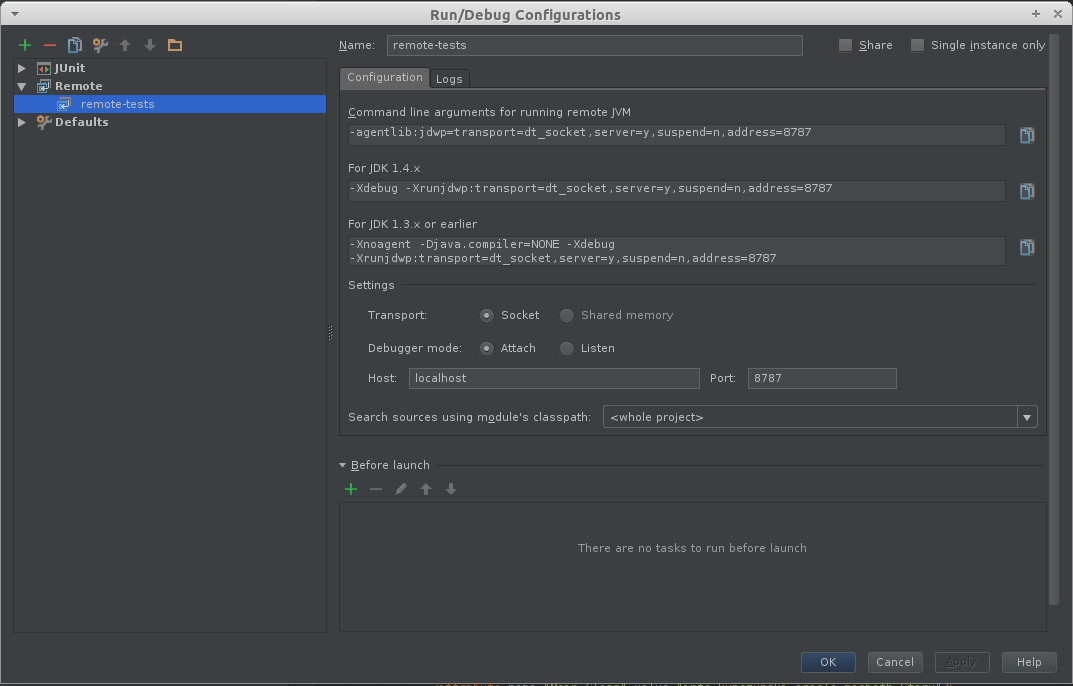 Run/Debug Configurations
JUnit
Remote
remote-tests
Defaults
Name: remote-tests Share Single instance only
Configuration Logs
Command line arguments for running remote JVM
-agentlib:jdwp=transport=dt_socket,server=y,suspend=n,address=8787
For JDK 1.4.x
-Xdebug -Xrunjdwp:transport=dt_socket,server=y,suspend=n,address=8787
For JDK 1.3.x or earlier
-Xnoagent -Djava.compiler=NONE -Xdebug
-Xrunjdwp:transport=dt_socket,server=y,suspend=n,address=8787
Settings
Transport: Socket Shared memory
Debugger mode: Attach Listen
Host: localhost Port: 8787
Search sources using module's classpath: <whole project>
Before launch
There are no tasks to run before launch
OK Cancel Apply Help